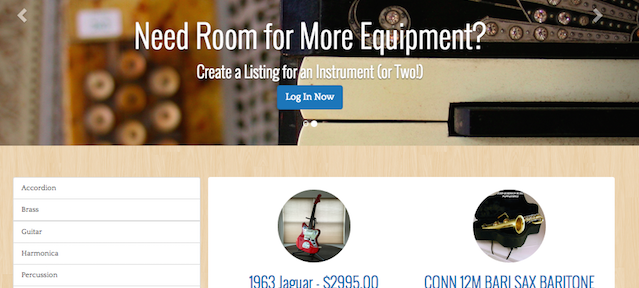 Need Room for More Equipment?
Create a Listing for an Instrument (or Two!)
Log In Now
Accordion
Brass
Guitar
Harmonica
Percussion
1963 Jaguar - $2995.00
CONN 12M BARI SAX BARITONE